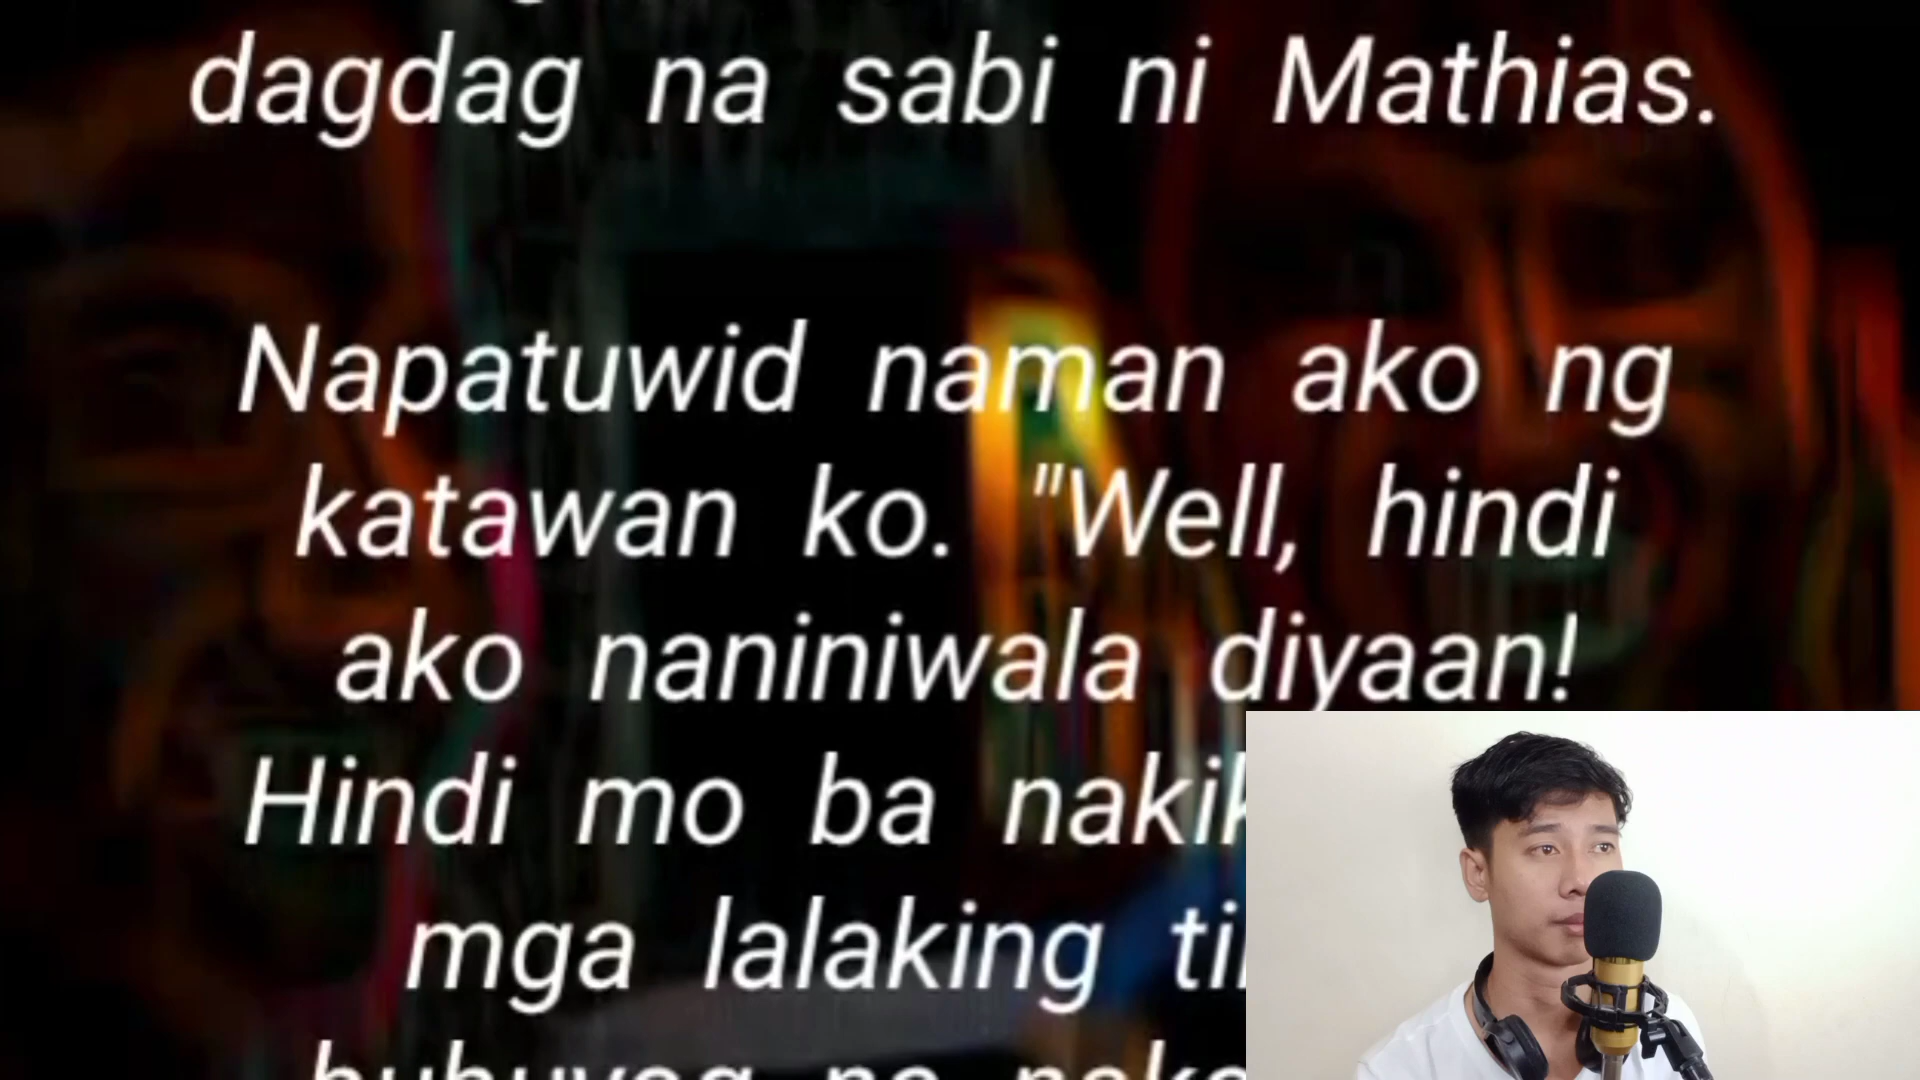 dagdag na sabi ni Mathias.
Napatuwid naman ako ng
katawan ko. "Well, hindi
ako naniniwala diyaan!
Hindi mo ba
mga lalaking